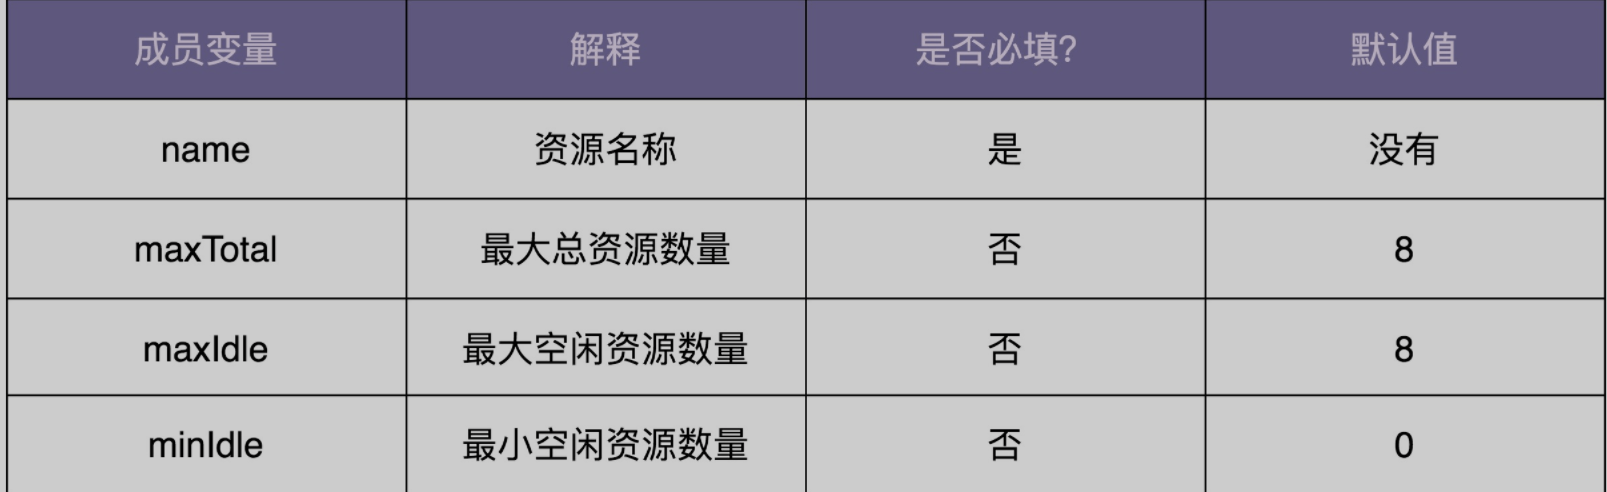 成员变量 解释 是否必填? 默认值
name 资源名称 是 没有
maxTotal 最大总资源数量 否 8
maxIdle 最大空闲资源数量 否 8
minIdle 最小空闲资源数量 否 0